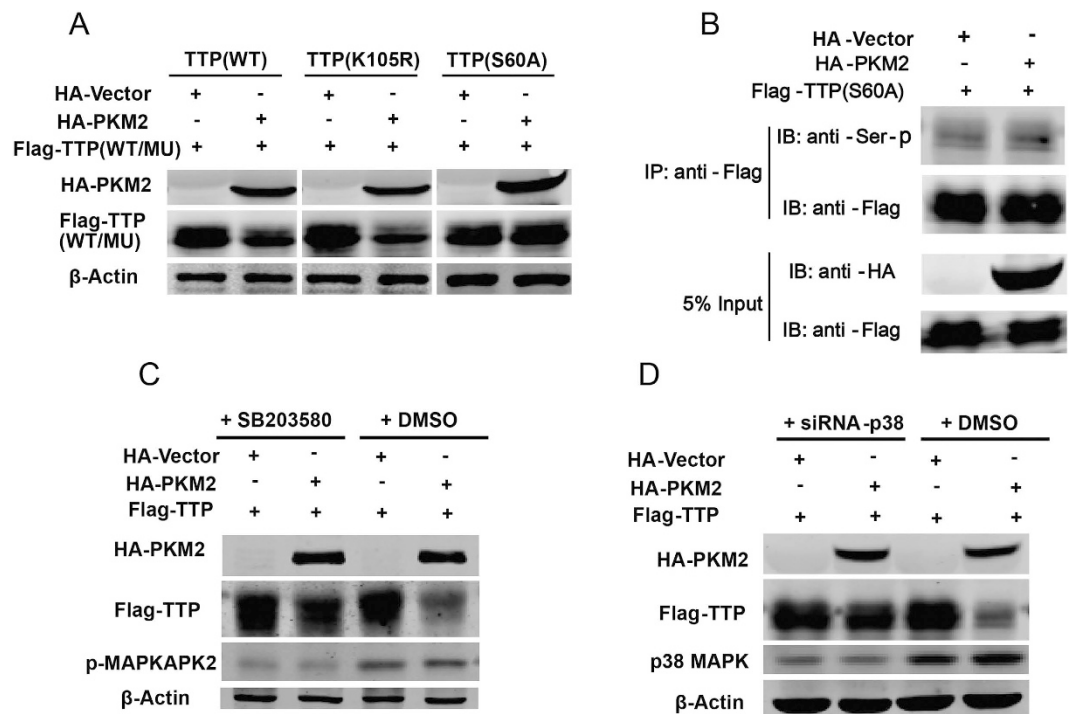 A
TTP(WT) TTP(K105R) TTP(S60A)
HA-Vector + - + - + -
HA-PKM2 - + - + - +
Flag-TTP(WT/MU) + + + + + +
HA-PKM2
Flag-TTP
(WT/MU)
β-Actin
B
HA-Vector + -
HA-PKM2 - +
Flag-TTP(S60A) + +
IP: anti-Flag
IB: anti-Ser-p
IB: anti-Flag
5% Input
IB: anti-HA
IB: anti-Flag
C
+ SB203580 + DMSO
HA-Vector + - + -
HA-PKM2 - + - +
Flag-TTP + + + +
HA-PKM2
Flag-TTP
p-MAPKAPK2
β-Actin
D
+ siRNA-p38 + DMSO
HA-Vector + - + -
HA-PKM2 - + - +
Flag-TTP + + + +
HA-PKM2
Flag-TTP
p38 MAPK
β-Actin